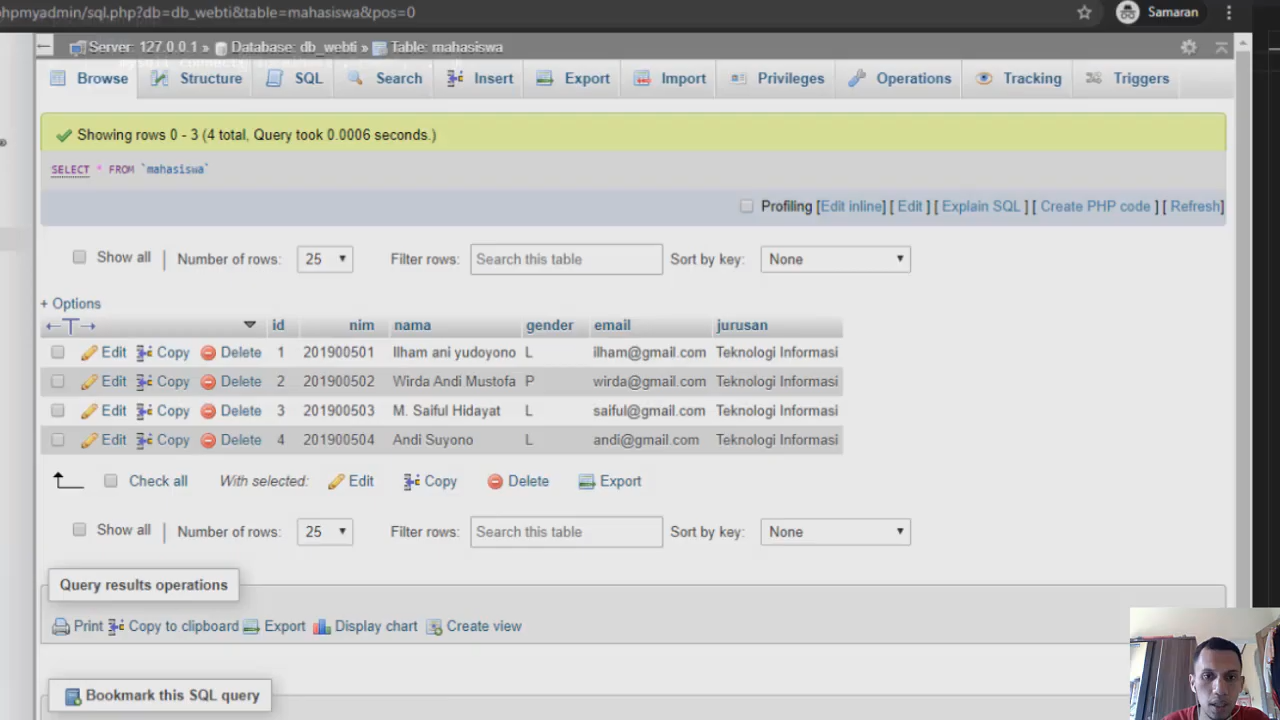 hpmyadmin/sql.php?db=db_webti&table=mahasiswa&pos=0 Samaran
Server: 127.0.0.1 » Database: db_webti » Table: mahasiswa
Browse Structure SQL Search Insert Export Import Privileges Operations Tracking Triggers
Showing rows 0 - 3 (4 total, Query took 0.0006 seconds.)
SELECT * FROM `mahasiswa`
Profiling [Edit inline] [ Edit ] [ Explain SQL ] [ Create PHP code ] [ Refresh]
Show all | Number of rows: 25 Filter rows: Search this table Sort by key: None
+ Options
←T→ id nim nama gender email jurusan
Edit Copy Delete 1 201900501 Ilham ani yudoyono L ilham@gmail.com Teknologi Informasi
Edit Copy Delete 2 201900502 Wirda Andi Mustofa P wirda@gmail.com Teknologi Informasi
Edit Copy Delete 3 201900503 M. Saiful Hidayat L saiful@gmail.com Teknologi Informasi
Edit Copy Delete 4 201900504 Andi Suyono L andi@gmail.com Teknologi Informasi
Check all With selected: Edit Copy Delete Export
Show all | Number of rows: 25 Filter rows: Search this table Sort by key: None
Query results operations
Print Copy to clipboard Export Display chart Create view
Bookmark this SQL query